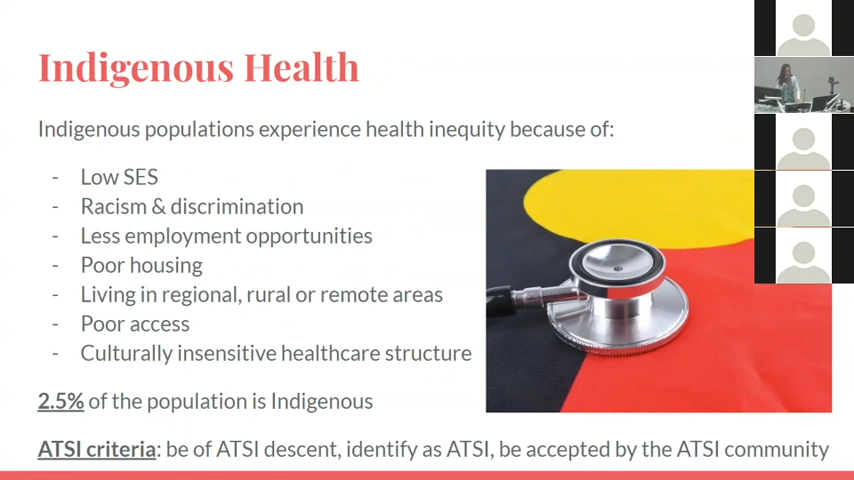 Indigenous Health
Indigenous populations experience health inequity because of:
- Low SES
- Racism & discrimination
- Less employment opportunities
- Poor housing
- Living in regional, rural or remote areas
- Poor access
- Culturally insensitive healthcare structure
2.5% of the population is Indigenous
ATSI criteria: be of ATSI descent, identify as ATSI, be accepted by the ATSI community